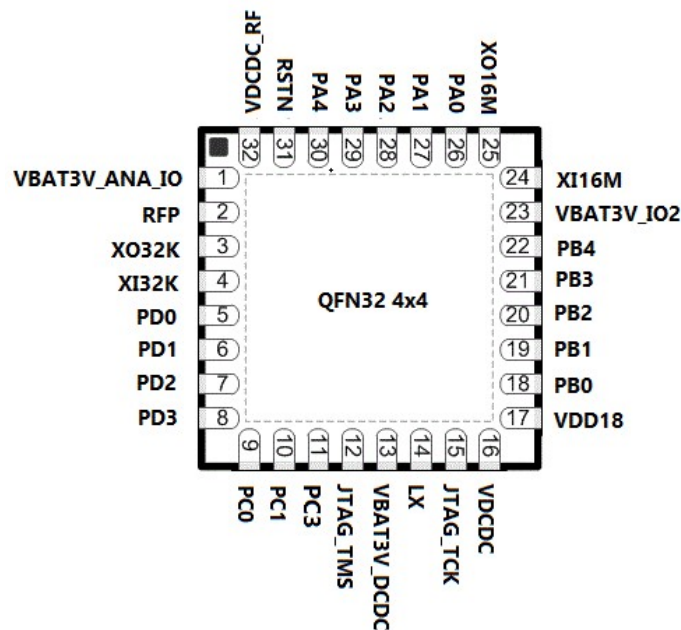 VDCDC_RF
RSTN
PA4
PA3
PA2
PA1
PA0
XO16M
32
31
30
29
28
27
26
25
VBAT3V_ANA_IO 1
RFP 2
XO32K 3
XI32K 4
PD0 5
PD1 6
PD2 7
PD3 8
QFN32 4x4
24 XI16M
23 VBAT3V_IO2
22 PB4
21 PB3
20 PB2
19 PB1
18 PB0
17 VDD18
9
10
11
12
13
14
15
16
PC0
PC1
PC3
JTAG_TMS
VBAT3V_DCDC
LX
JTAG_TCK
VDCDC